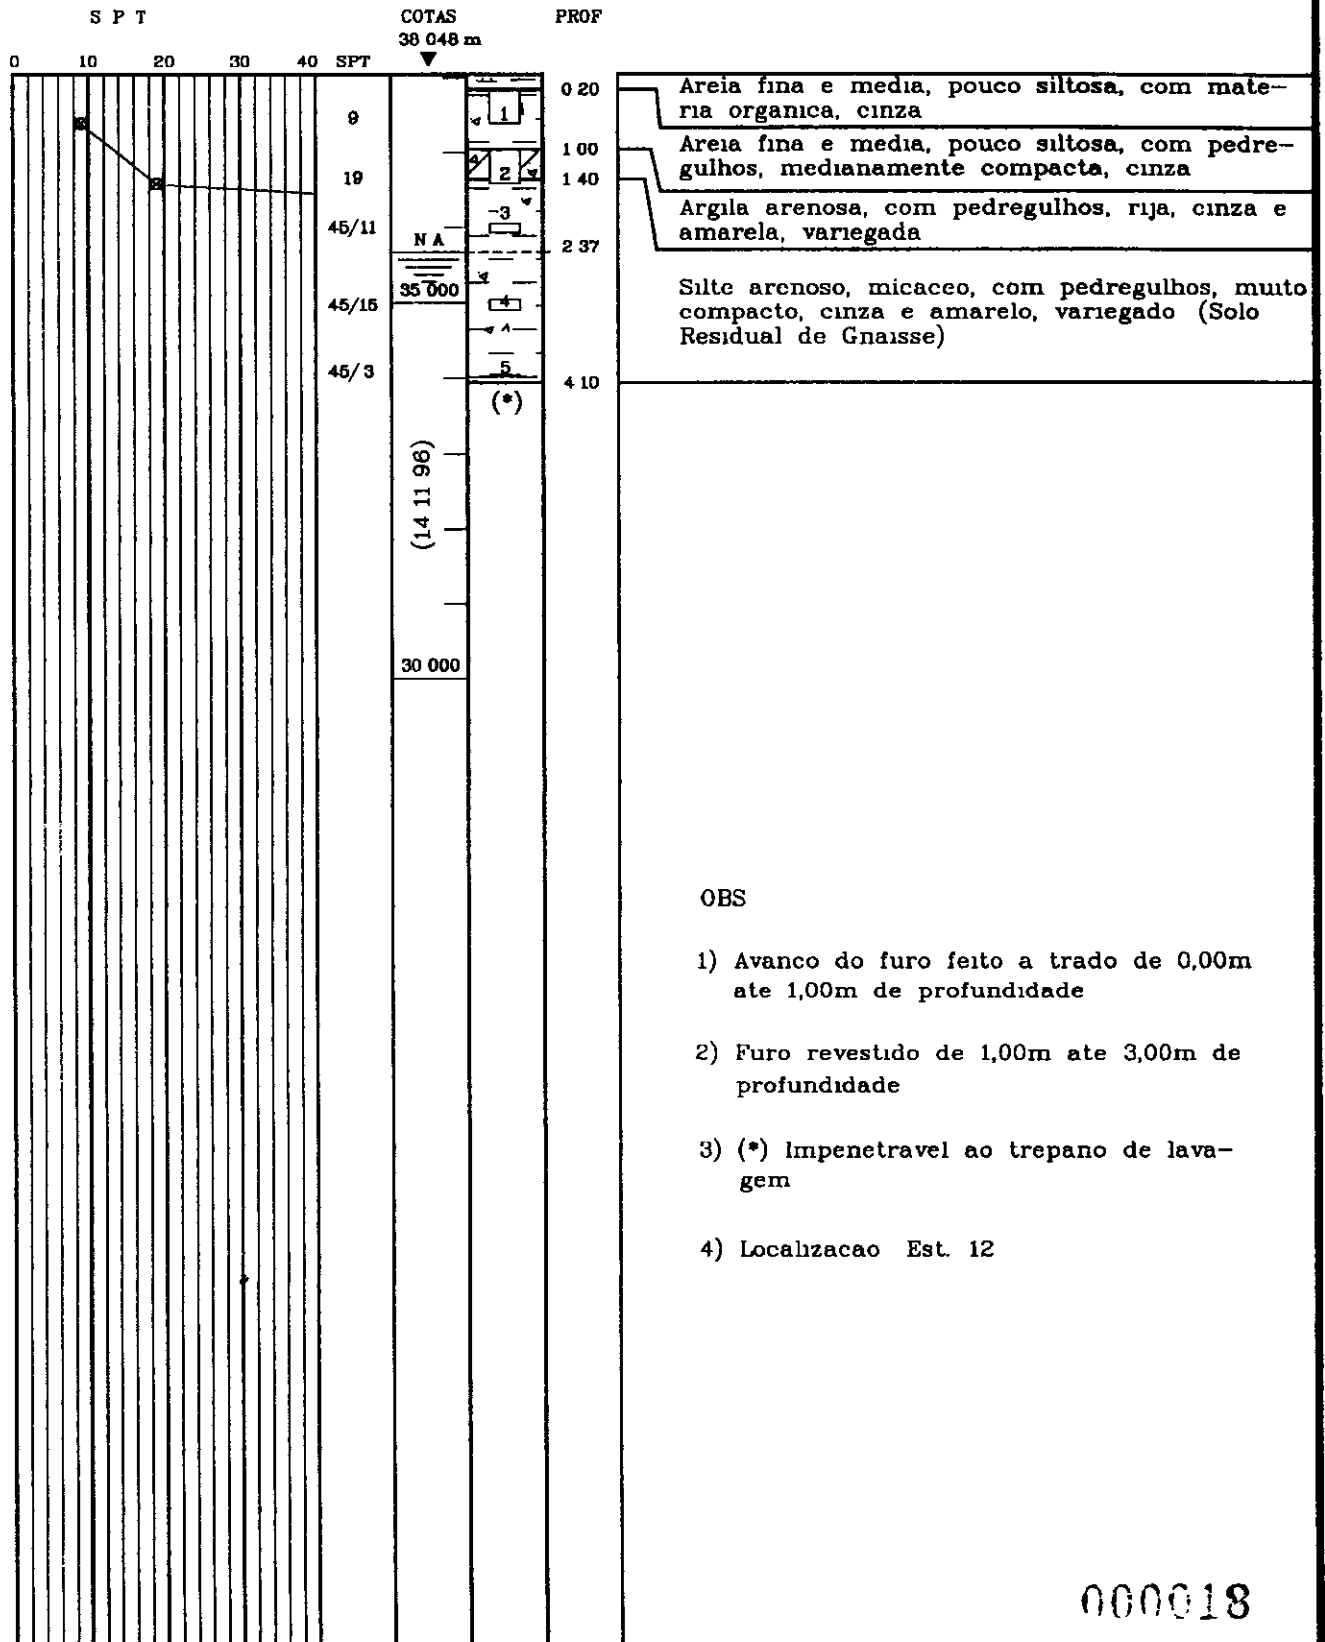 S P T COTAS PROF
38 048 m
0 10 20 30 40 SPT
0 20 Areia fina e media, pouco siltosa, com mate-
ria organica, cinza
9 1
1 00 Areia fina e media, pouco siltosa, com pedre-
gulhos, medianamente compacta, cinza
19 2 1 40
Argila arenosa, com pedregulhos, rija, cinza e
amarela, variegada
45/11 3
N A 2 37
35 000
45/15 4
Silte arenoso, micaceo, com pedregulhos, muito
compacto, cinza e amarelo, variegado (Solo
Residual de Gnaisse)
45/3 5 4 10
(*)
(14 11 96)
30 000
OBS
1) Avanco do furo feito a trado de 0,00m
ate 1,00m de profundidade
2) Furo revestido de 1,00m ate 3,00m de
profundidade
3) (*) Impenetravel ao trepano de lava-
gem
4) Localizacao Est. 12
000018